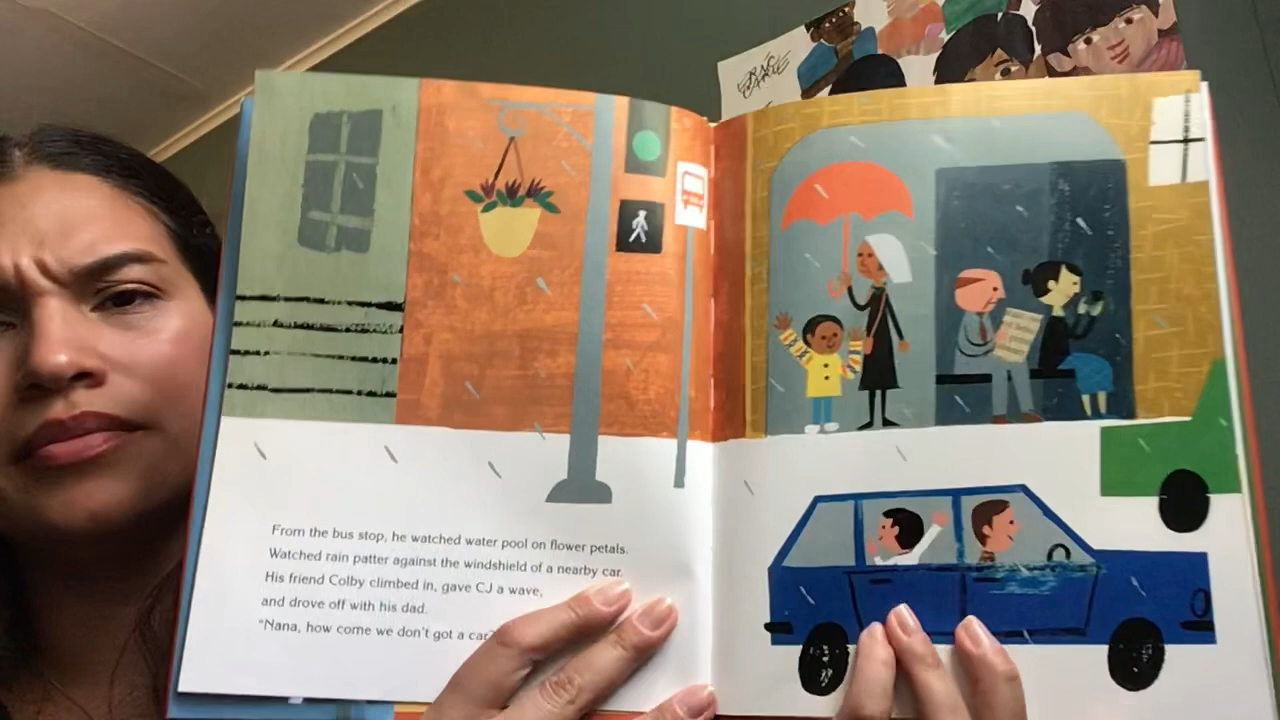 From the bus stop, he watched water pool on flower petals.
Watched rain patter against the windshield of a nearby car.
His friend Colby climbed in, gave CJ a wave,
and drove off with his dad.
"Nana, how come we don't got a car?